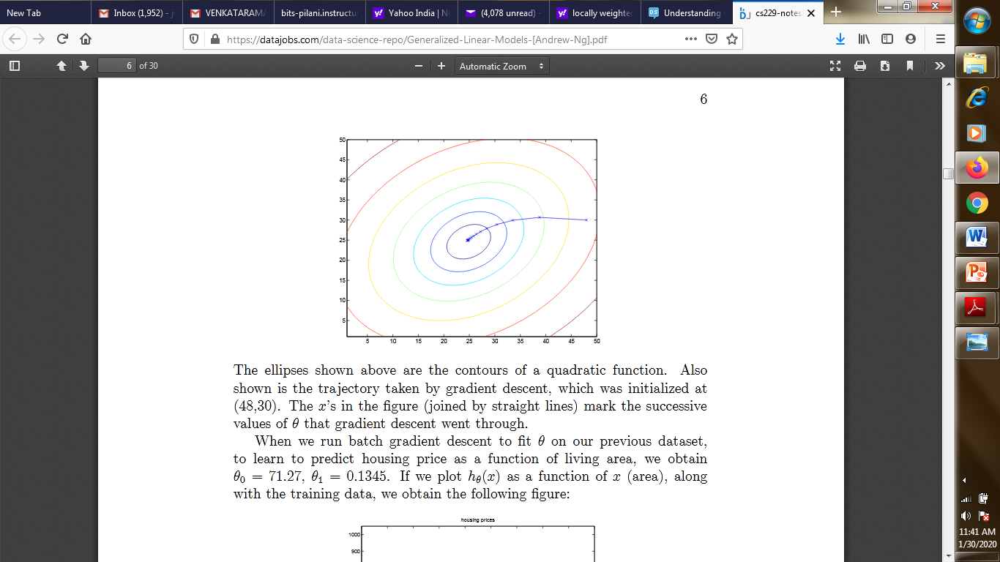 New Tab
Inbox (1,952) - j
VENKATARAMA
bits-pilani.instructu
Yahoo India | N
(4,078 unread) -
locally weighted
Understanding
cs229-notes
https://datajobs.com/data-science-repo/Generalized-Linear-Models-[Andrew-Ng].pdf
6 of 30
Automatic Zoom
6
50
45
40
35
30
25
20
15
10
5
5 10 15 20 25 30 35 40 45 50
The ellipses shown above are the contours of a quadratic function. Also
shown is the trajectory taken by gradient descent, which was initialized at
(48,30). The x's in the figure (joined by straight lines) mark the successive
values of θ that gradient descent went through.
When we run batch gradient descent to fit θ on our previous dataset,
to learn to predict housing price as a function of living area, we obtain
θ₀ = 71.27, θ₁ = 0.1345. If we plot hθ(x) as a function of x (area), along
with the training data, we obtain the following figure:
housing prices
1000
900
11:41 AM
1/30/2020